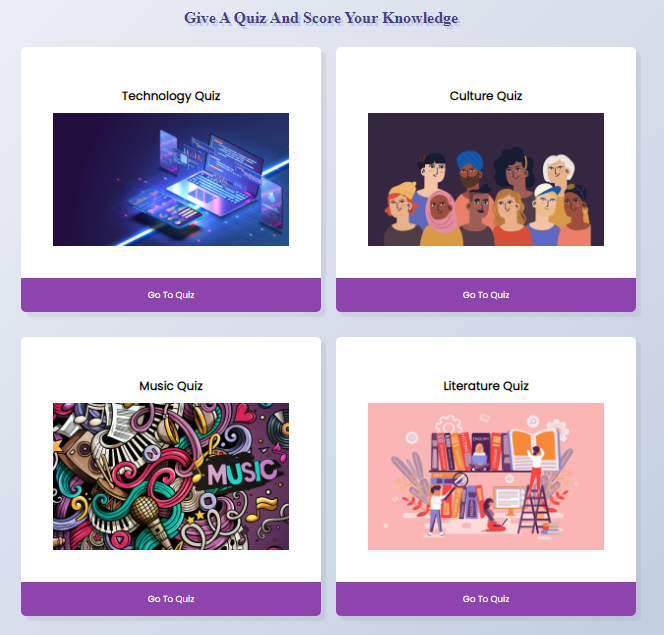 Give A Quiz And Score Your Knowledge
Technology Quiz
Culture Quiz
Go To Quiz
Go To Quiz
Music Quiz
Literature Quiz
MUSIC
ENGLISH
Go To Quiz
Go To Quiz